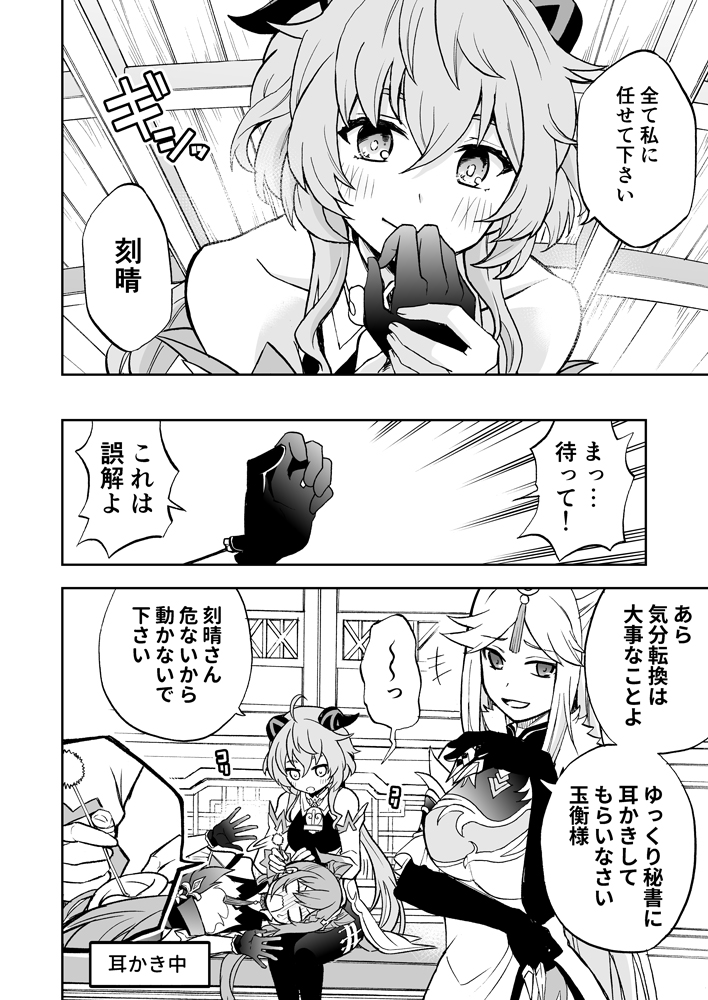 全て私に
任せて下さい
ギシッ
刻晴
まっ…
待って！
これは
誤解よ
あら
気分転換は
大事なことよ
ゆっくり秘書に
耳かきして
もらいなさい
玉衡様
〜〜っ
刻晴さん
危ないから
動かないで
下さい
コリ
コリ
耳かき中